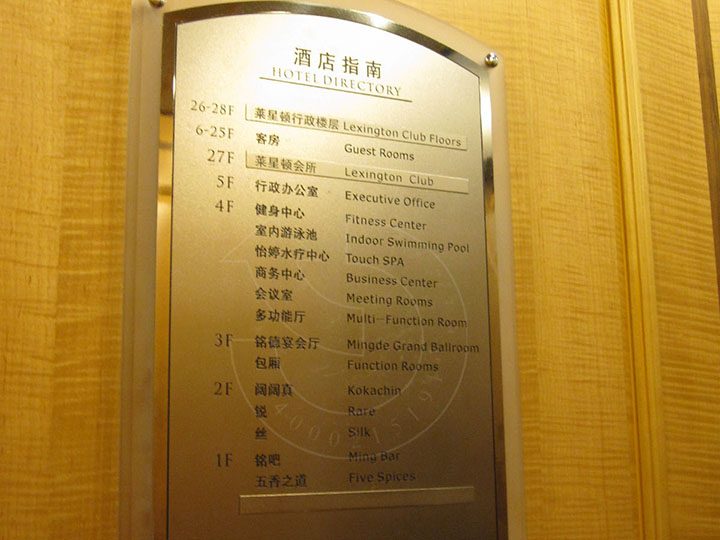 酒店指南
HOTEL DIRECTORY
26-28F 莱星顿行政楼层 Lexington Club Floors
6-25F 客房 Guest Rooms
27F 莱星顿会所 Lexington Club
5F 行政办公室 Executive Office
4F 健身中心 Fitness Center
室内游泳池 Indoor Swimming Pool
怡婷水疗中心 Touch SPA
商务中心 Business Center
会议室 Meeting Rooms
多功能厅 Multi-Function Room
3F 铭德宴会厅 Mingde Grand Ballroom
包厢 Function Rooms
2F 阔阔真 Kokachin
锐 Rare
丝 Silk
1F 铭吧 Ming Bar
五香之道 Five Spices